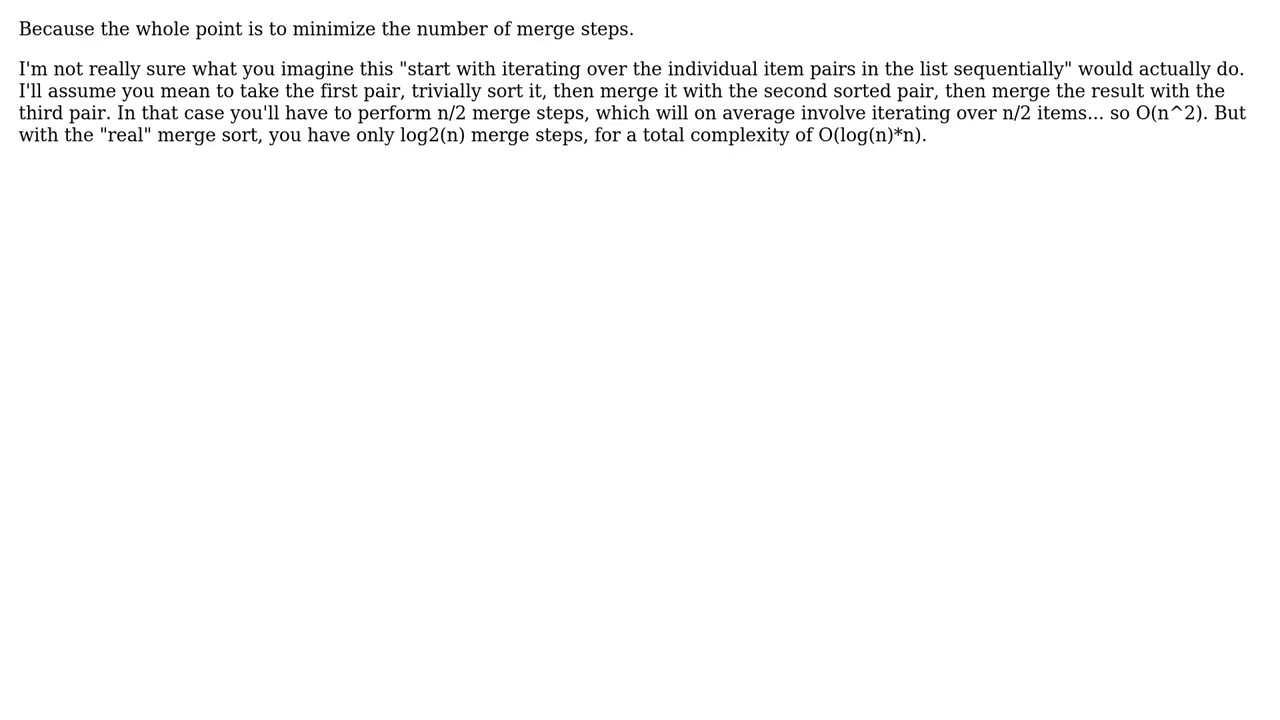 Because the whole point is to minimize the number of merge steps.
I'm not really sure what you imagine this "start with iterating over the individual item pairs in the list sequentially" would actually do.
I'll assume you mean to take the first pair, trivially sort it, then merge it with the second sorted pair, then merge the result with the
third pair. In that case you'll have to perform n/2 merge steps, which will on average involve iterating over n/2 items... so O(n^2). But
with the "real" merge sort, you have only log2(n) merge steps, for a total complexity of O(log(n)*n).